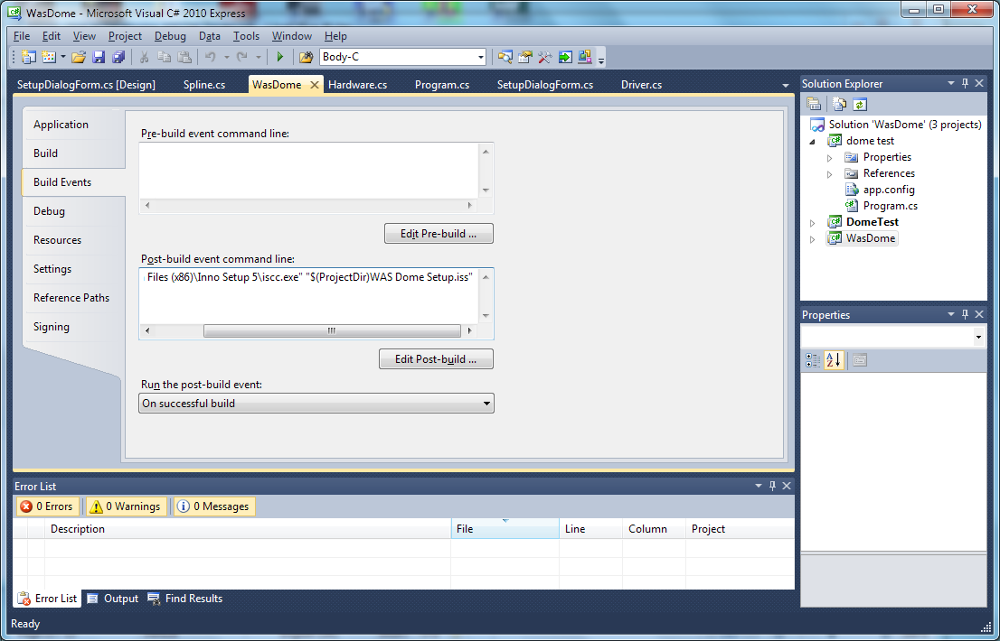 WasDome - Microsoft Visual C# 2010 Express
File Edit View Project Debug Data Tools Window Help
Body-C
SetupDialogForm.cs [Design] Spline.cs WasDome Hardware.cs Program.cs SetupDialogForm.cs Driver.cs
Application
Build
Build Events
Debug
Resources
Settings
Reference Paths
Signing
Pre-build event command line:
Edit Pre-build ...
Post-build event command line:
Files (x86)\Inno Setup 5\iscc.exe" "$(ProjectDir)WAS Dome Setup.iss"
Edit Post-build ...
Run the post-build event:
On successful build
Solution Explorer
Solution 'WasDome' (3 projects)
dome test
Properties
References
app.config
Program.cs
DomeTest
WasDome
Properties
Error List
0 Errors 0 Warnings 0 Messages
Description File Line Column Project
Error List Output Find Results
Ready